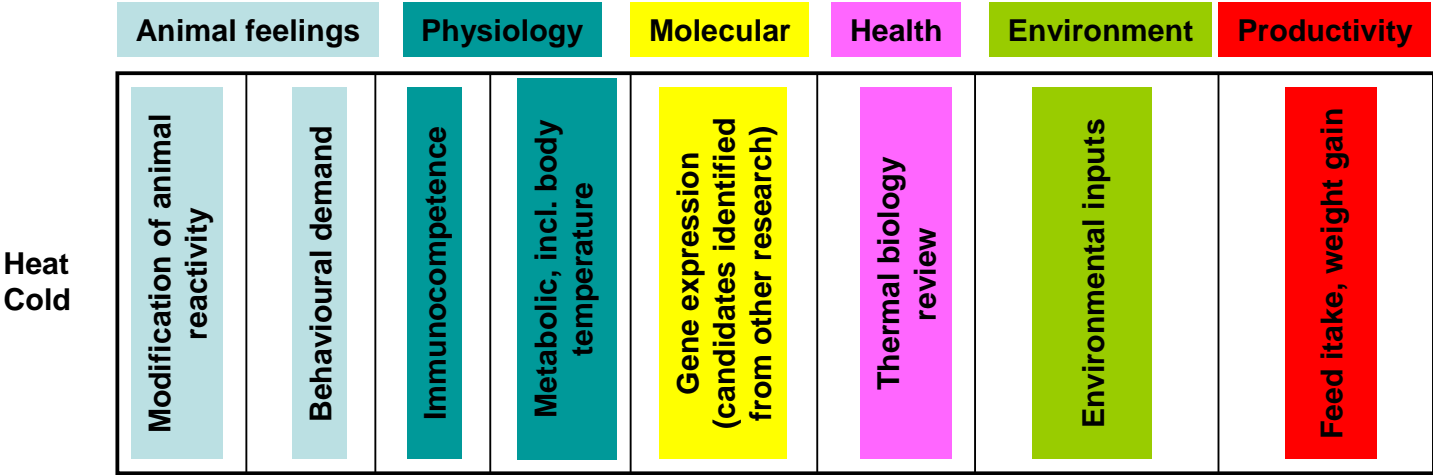 Animal feelings
Physiology
Molecular
Health
Environment
Productivity
Heat
Cold
Modification of animal
reactivity
Behavioural demand
Immunocompetence
Metabolic, incl. body
temperature
Gene expression
(candidates identified
from other research)
Thermal biology
review
Environmental inputs
Feed itake, weight gain